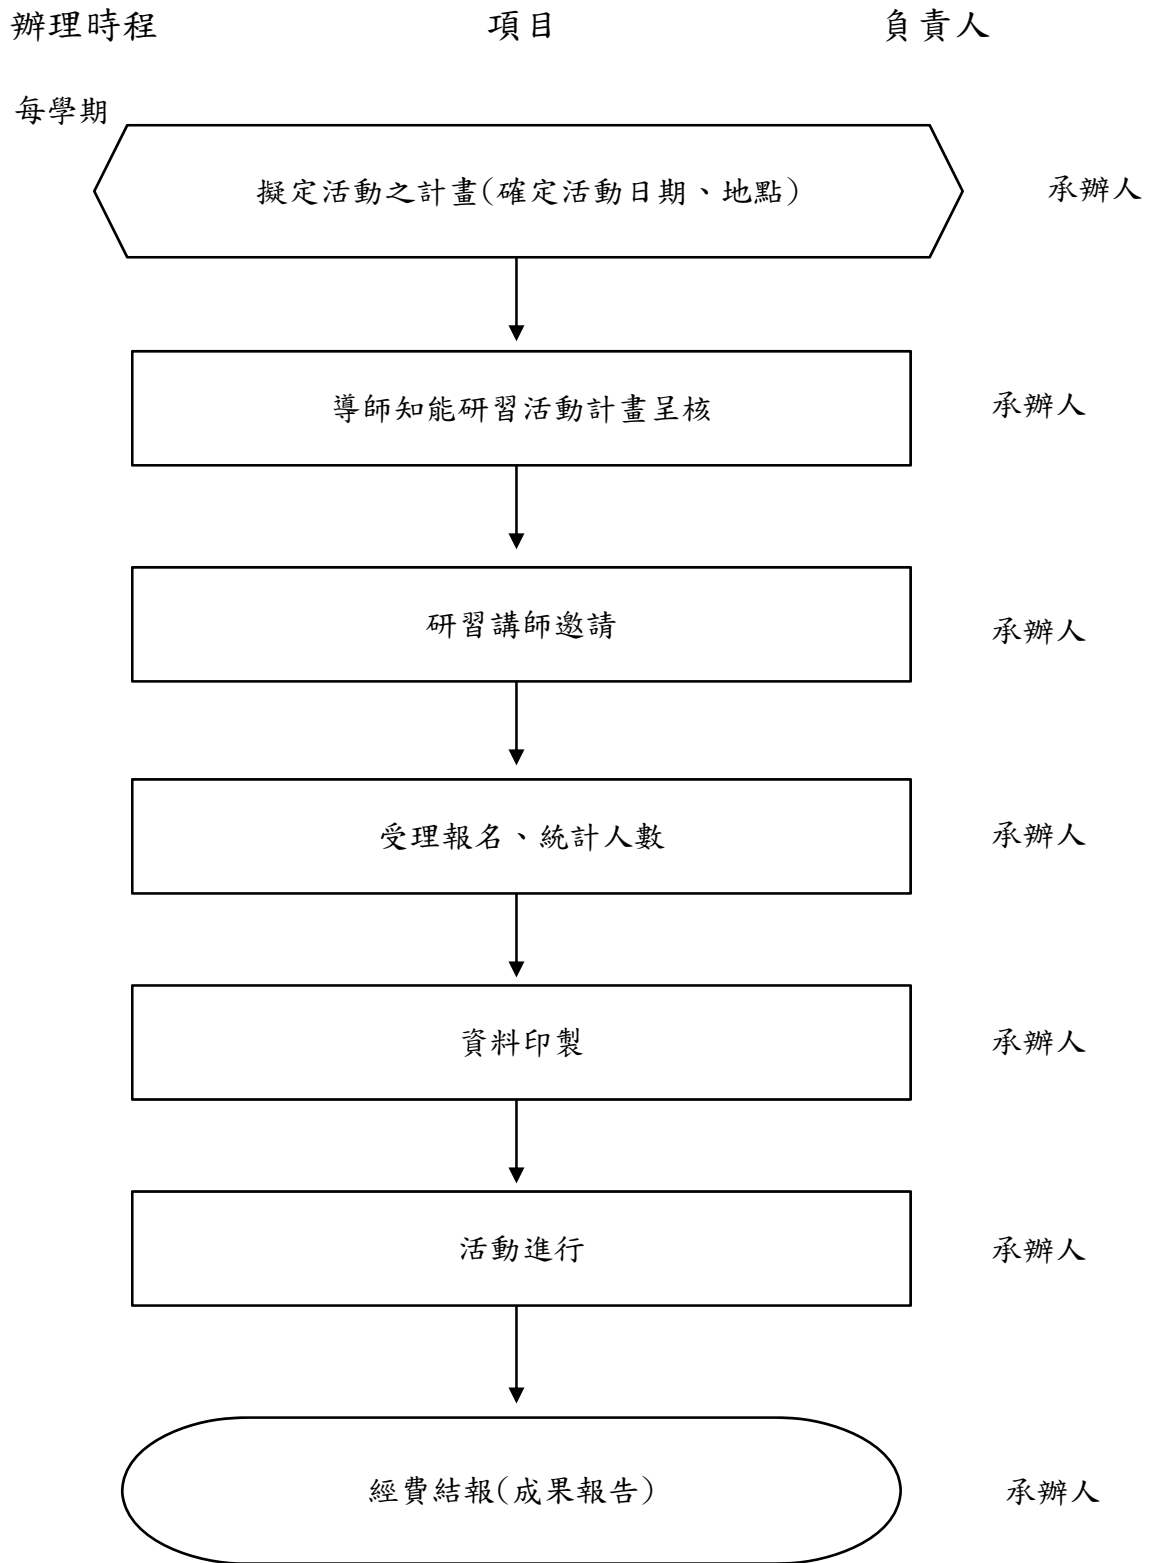 辦理時程 項目 負責人
每學期
擬定活動之計畫(確定活動日期、地點) 承辦人
導師知能研習活動計畫呈核 承辦人
研習講師邀請 承辦人
受理報名、統計人數 承辦人
資料印製 承辦人
活動進行 承辦人
經費結報(成果報告) 承辦人